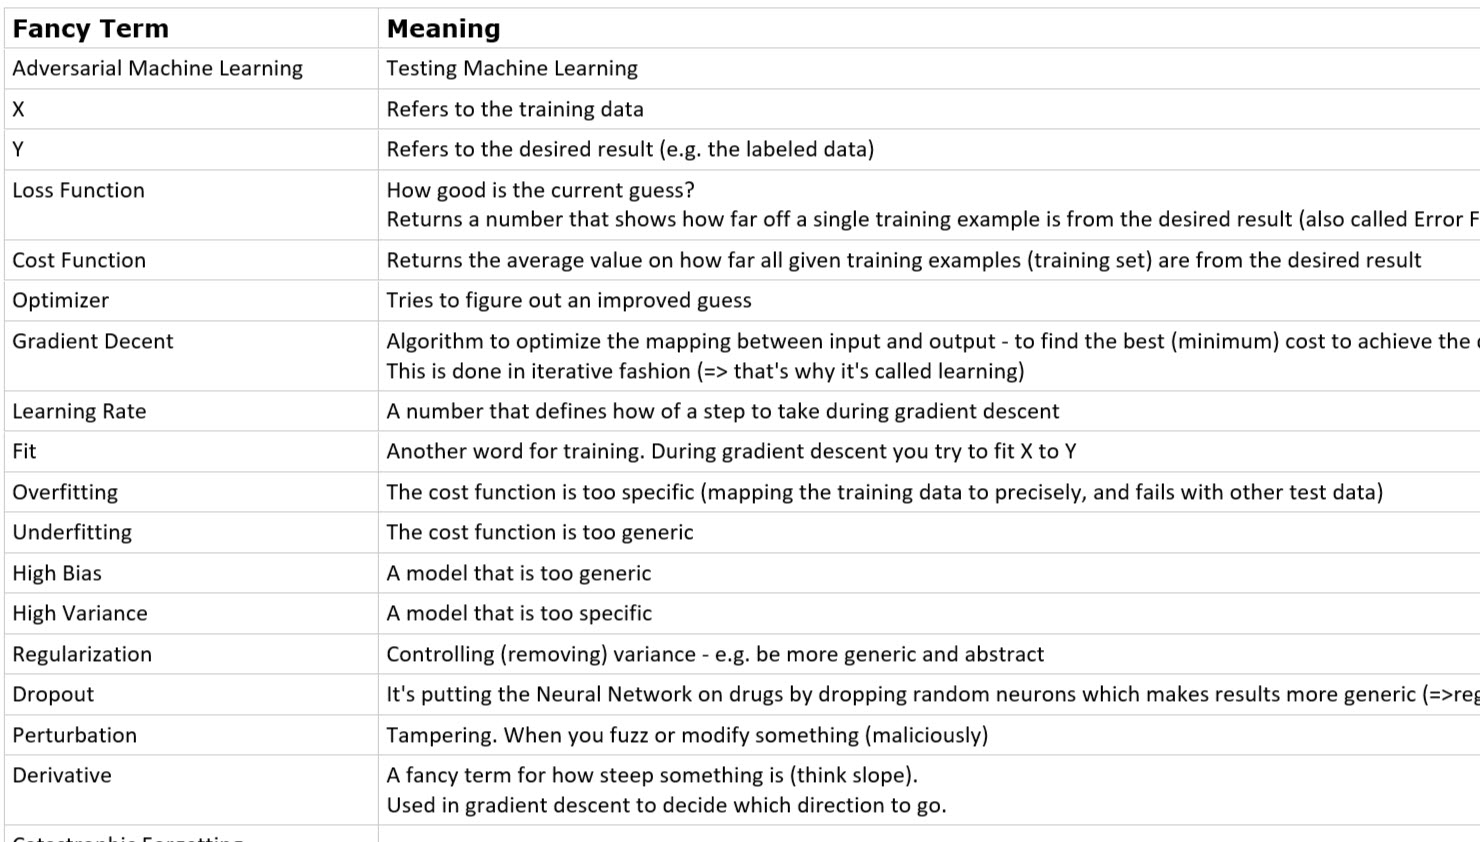 Fancy Term Meaning
Adversarial Machine Learning Testing Machine Learning
X Refers to the training data
Y Refers to the desired result (e.g. the labeled data)
Loss Function How good is the current guess?
Returns a number that shows how far off a single training example is from the desired result (also called Error
Cost Function Returns the average value on how far all given training examples (training set) are from the desired result
Optimizer Tries to figure out an improved guess
Gradient Decent Algorithm to optimize the mapping between input and output - to find the best (minimum) cost to achieve the
This is done in iterative fashion (=> that's why it's called learning)
Learning Rate A number that defines how of a step to take during gradient descent
Fit Another word for training. During gradient descent you try to fit X to Y
Overfitting The cost function is too specific (mapping the training data to precisely, and fails with other test data)
Underfitting The cost function is too generic
High Bias A model that is too generic
High Variance A model that is too specific
Regularization Controlling (removing) variance - e.g. be more generic and abstract
Dropout It's putting the Neural Network on drugs by dropping random neurons which makes results more generic
Perturbation Tampering. When you fuzz or modify something (maliciously)
Derivative A fancy term for how steep something is (think slope).
Used in gradient descent to decide which direction to go.